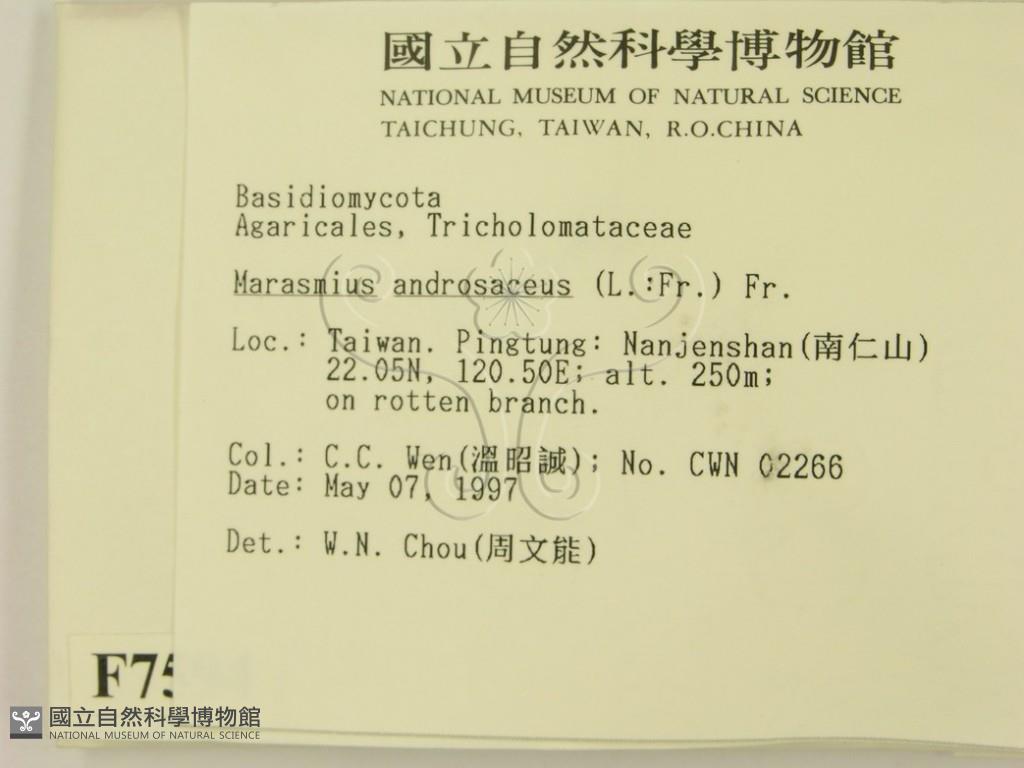 國立自然科學博物館
NATIONAL MUSEUM OF NATURAL SCIENCE
TAICHUNG, TAIWAN, R.O.CHINA
Basidiomycota
Agaricales, Tricholomataceae
Marasmius androsaceus (L.:Fr.) Fr.
Loc.: Taiwan. Pingtung: Nanjenshan(南仁山)
22.05N, 120.50E; alt. 250m;
on rotten branch.
Col.: C.C. Wen(溫昭誠); No. CWN 02266
Date: May 07, 1997
Det.: W.N. Chou(周文能)
國立自然科學博物館
NATIONAL MUSEUM OF NATURAL SCIENCE